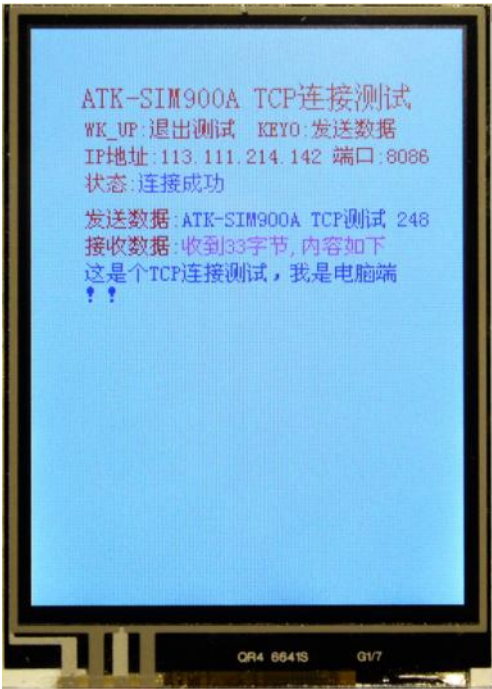 ATK-SIM900A TCP连接测试
WK_UP:退出测试 KEY0:发送数据
IP地址:113.111.214.142 端口:8086
状态:连接成功
发送数据:ATK-SIM900A TCP测试 248
接收数据:收到33字节,内容如下
这是个TCP连接测试，我是电脑端
！！
QR4 6641S G1/7